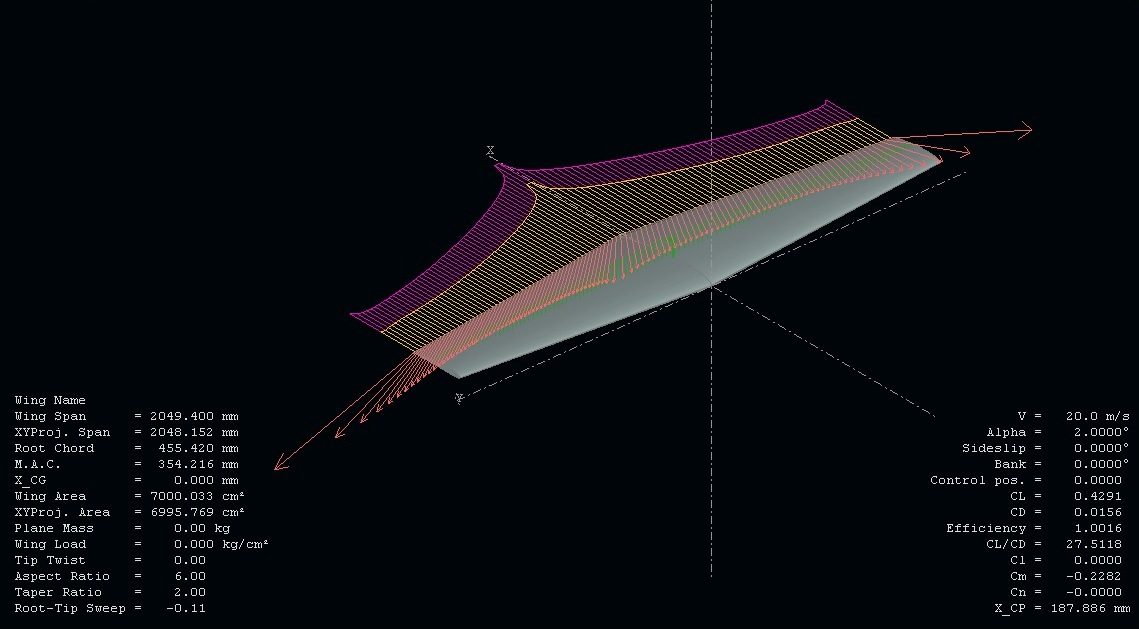 X
Y
Wing Name
Wing Span = 2049.400 mm
XYProj. Span = 2048.152 mm
Root Chord = 455.420 mm
M.A.C. = 354.216 mm
X_CG = 0.000 mm
Wing Area = 7000.033 cm²
XYProj. Area = 6995.769 cm²
Plane Mass = 0.00 kg
Wing Load = 0.000 kg/cm²
Tip Twist = 0.00
Aspect Ratio = 6.00
Taper Ratio = 2.00
Root-Tip Sweep = -0.11
V = 20.0 m/s
Alpha = 2.0000°
Sideslip = 0.0000°
Bank = 0.0000°
Control pos. = 0.0000
CL = 0.4291
CD = 0.0156
Efficiency = 1.0016
CL/CD = 27.5118
Cl = 0.0000
Cm = -0.2282
Cn = -0.0000
X_CP = 187.886 mm